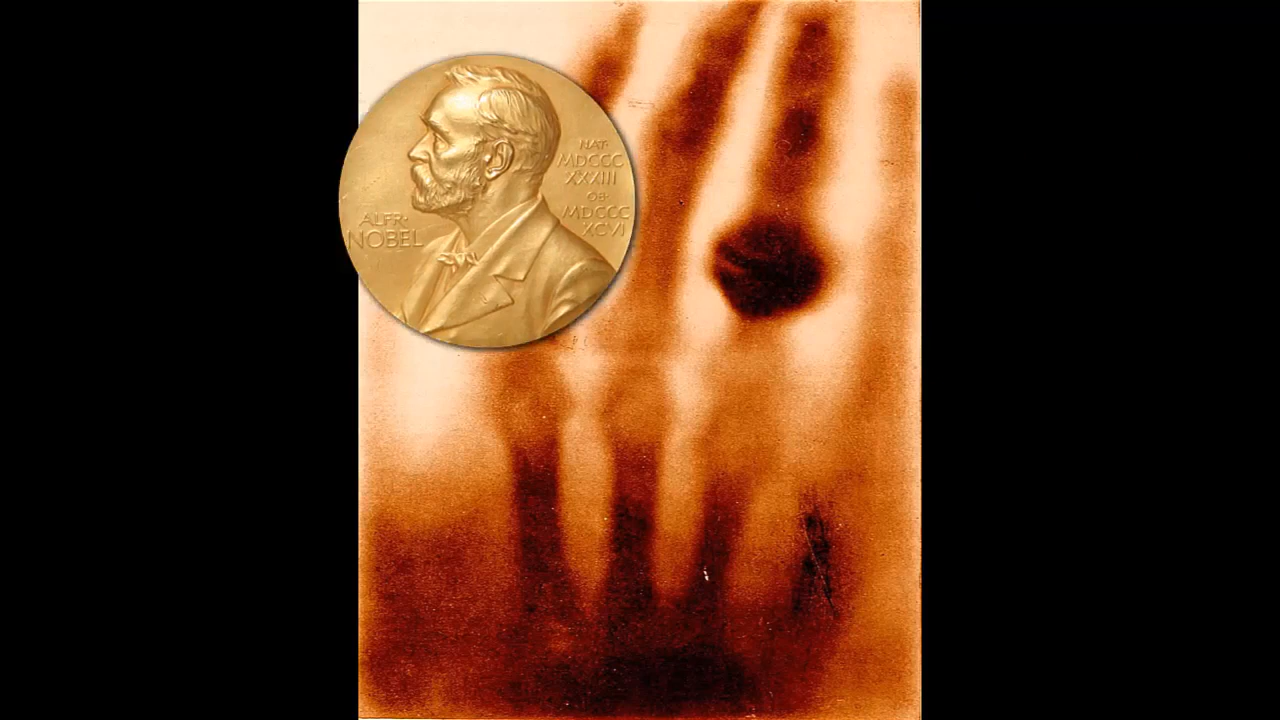 ALFR·
NOBEL
NAT·
MDCCC
XXXIII
OB·
MDCCC
XCVI